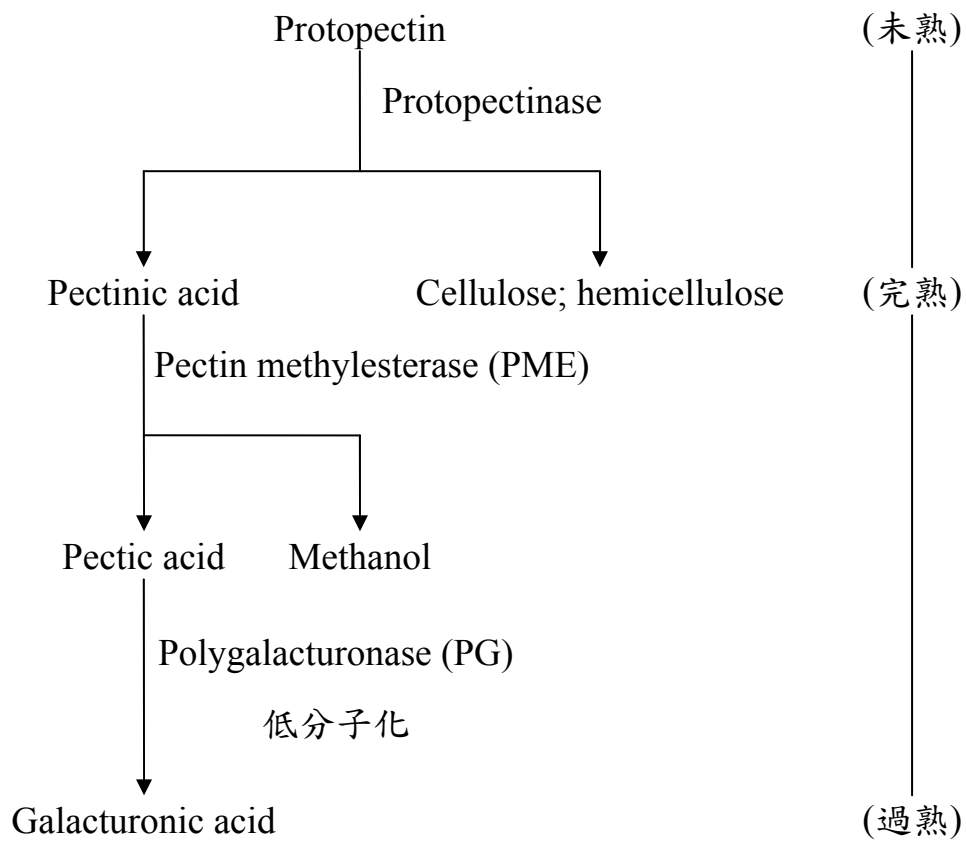 Protopectin (未熟)
Protopectinase
Pectinic acid Cellulose; hemicellulose (完熟)
Pectin methylesterase (PME)
Pectic acid Methanol
Polygalacturonase (PG)
低分子化
Galacturonic acid (過熟)